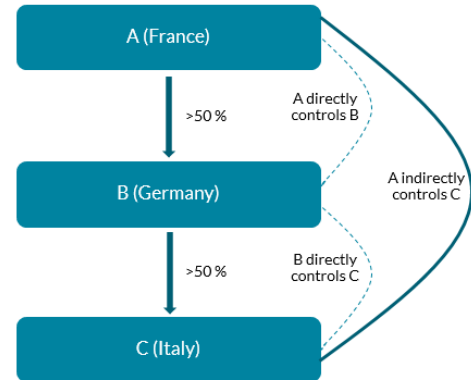 A (France)
>50 %
A directly
controls B
B (Germany)
A indirectly
controls C
>50 %
B directly
controls C
C (Italy)